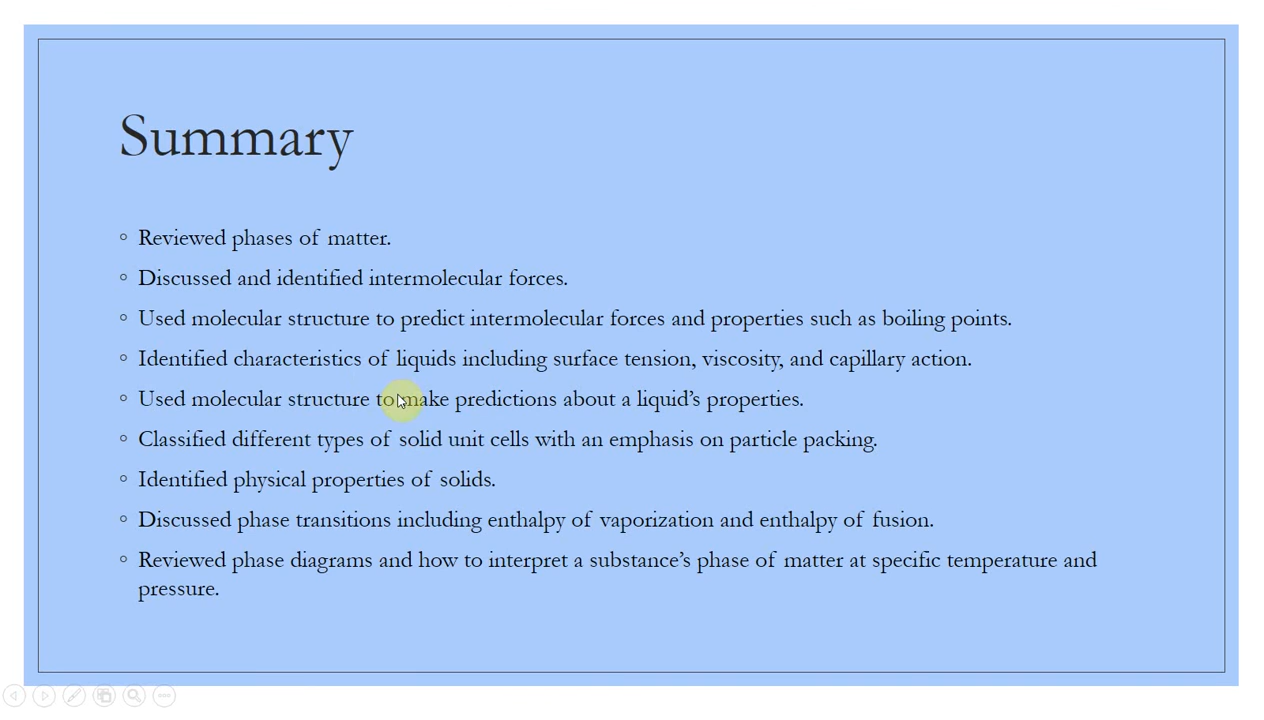 Summary
◦ Reviewed phases of matter.
◦ Discussed and identified intermolecular forces.
◦ Used molecular structure to predict intermolecular forces and properties such as boiling points.
◦ Identified characteristics of liquids including surface tension, viscosity, and capillary action.
◦ Used molecular structure to make predictions about a liquid’s properties.
◦ Classified different types of solid unit cells with an emphasis on particle packing.
◦ Identified physical properties of solids.
◦ Discussed phase transitions including enthalpy of vaporization and enthalpy of fusion.
◦ Reviewed phase diagrams and how to interpret a substance’s phase of matter at specific temperature and
pressure.